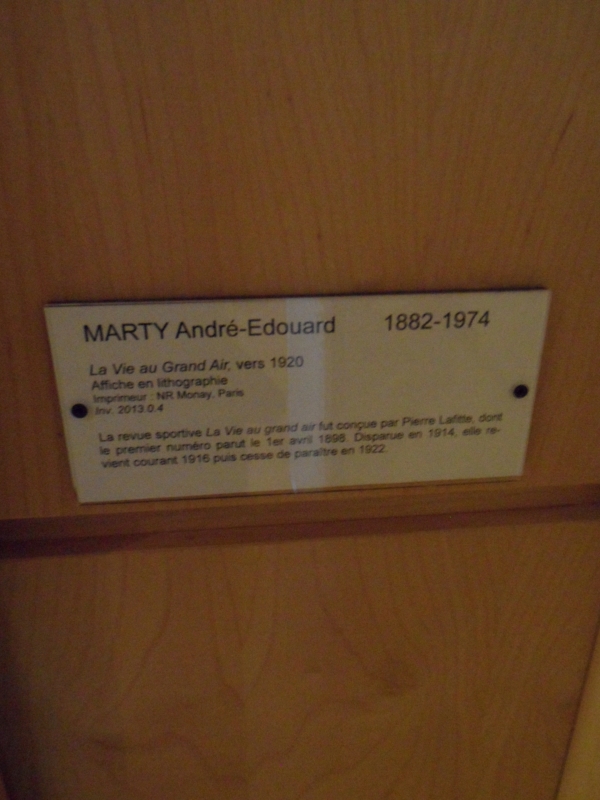 MARTY André-Edouard 1882-1974
La Vie au Grand Air, vers 1920
Affiche en lithographie
Imprimeur : NR Monay, Paris
Inv. 2013.0.4
La revue sportive La Vie au grand air fut conçue par Pierre Lafitte, dont
le premier numéro parut le 1er avril 1898. Disparue en 1914, elle re-
vient courant 1916 puis cesse de paraître en 1922.